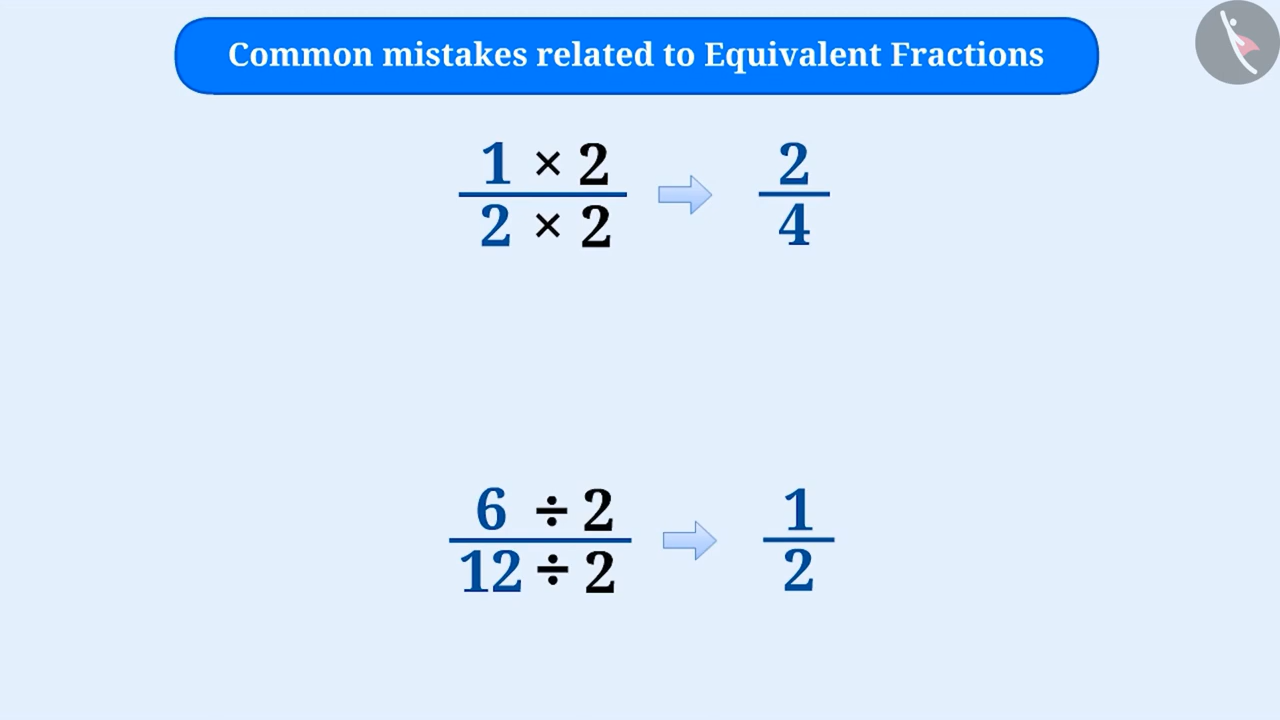 Common mistakes related to Equivalent Fractions
1 × 2
2 × 2
2
4
6 ÷ 2
12 ÷ 2
1
2